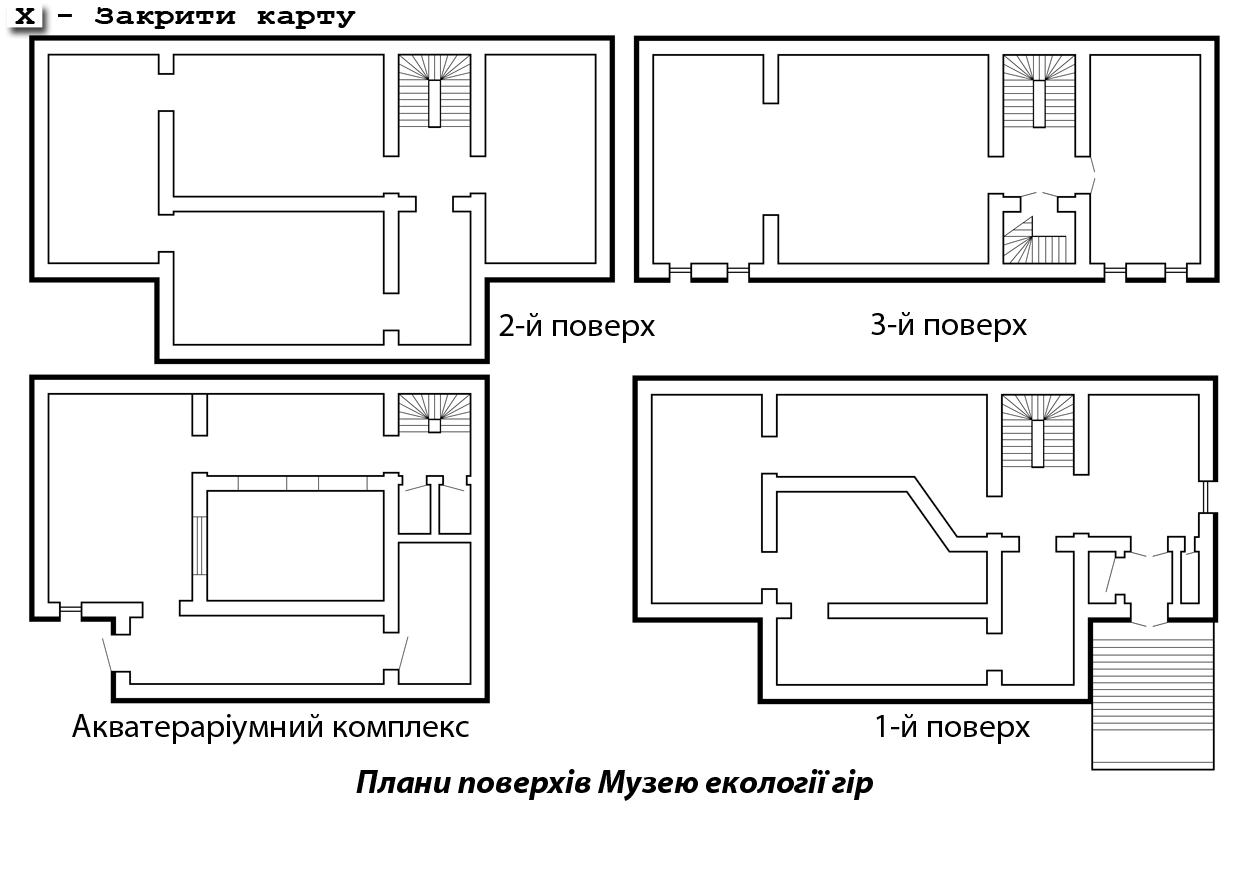 X - Закрити карту
2-й поверх
3-й поверх
Акватераріумний комплекс
1-й поверх
Плани поверхів Музею екології гір